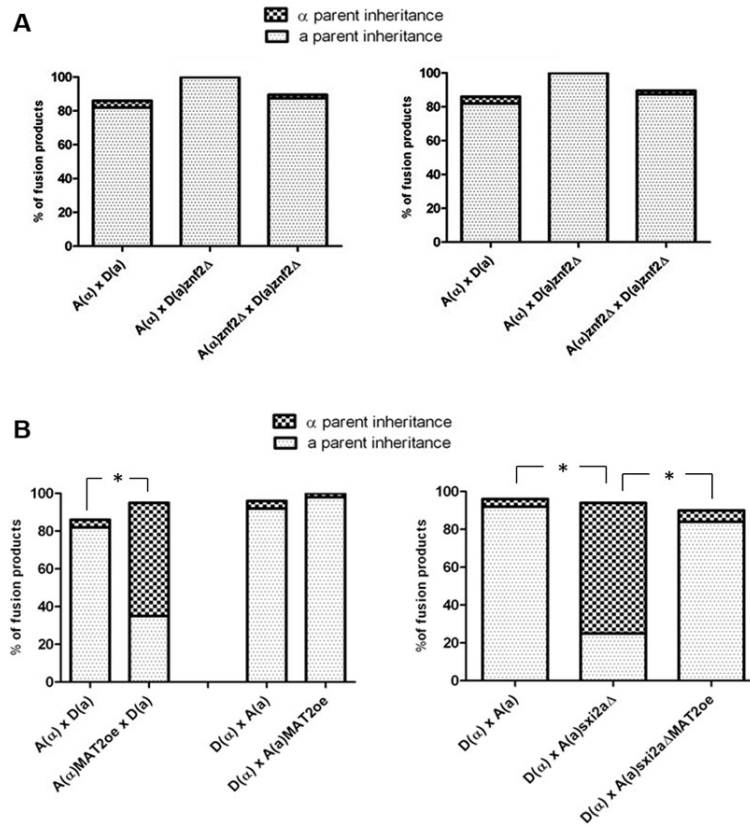 A
α parent inheritance
a parent inheritance
% of fusion products
100
80
60
40
20
0
A(α) x D(a)
A(α) x D(a)znf2Δ
A(α)znf2Δ x D(a)znf2Δ
% of fusion products
100
80
60
40
20
0
A(α) x D(a)
A(α) x D(a)znf2Δ
A(α)znf2Δ x D(a)znf2Δ
B
α parent inheritance
a parent inheritance
*
% of fusion products
100
80
60
40
20
0
A(α) x D(a)
A(α)MAT2oe x D(a)
D(α) x A(a)
D(α) x A(a)MAT2oe
* *
%of fusion products
100
80
60
40
20
0
D(α) x A(a)
D(α) x A(a)sxi2aΔ
D(α) x A(a)sxi2aΔMAT2oe